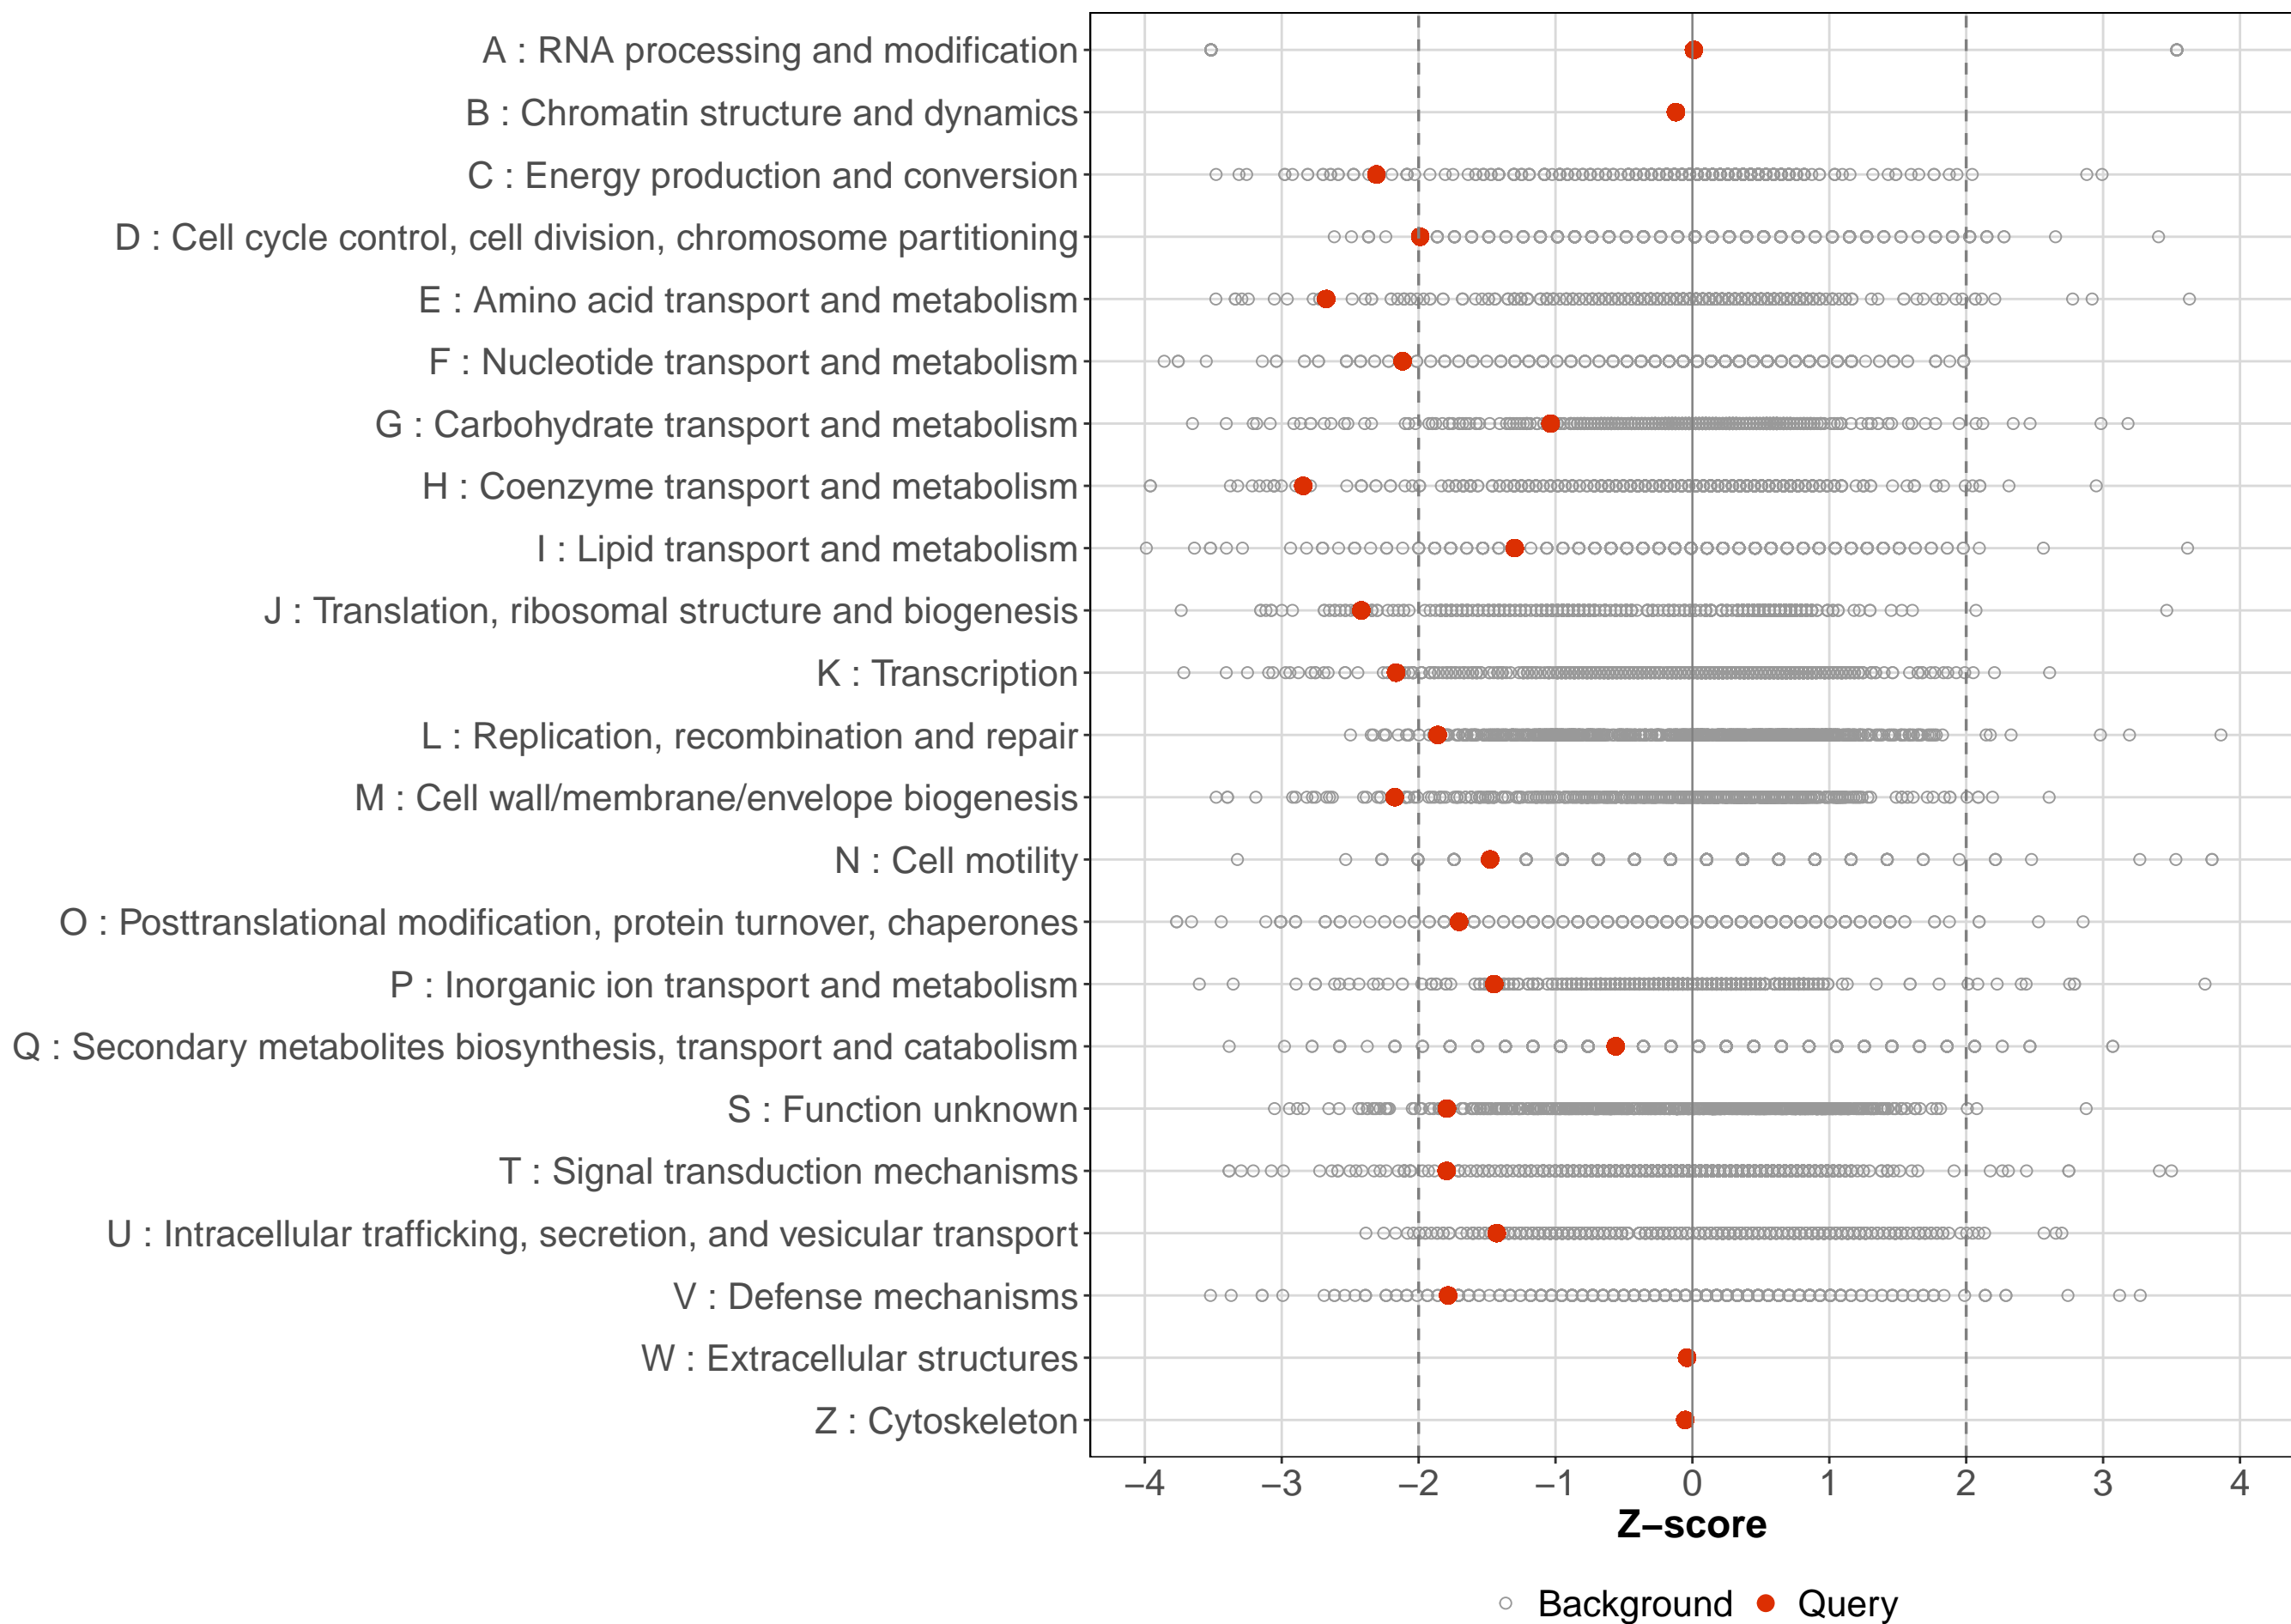 A : RNA processing and modification
B : Chromatin structure and dynamics
C : Energy production and conversion
D : Cell cycle control, cell division, chromosome partitioning
E : Amino acid transport and metabolism
F : Nucleotide transport and metabolism
G : Carbohydrate transport and metabolism
H : Coenzyme transport and metabolism
I : Lipid transport and metabolism
J : Translation, ribosomal structure and biogenesis
K : Transcription
L : Replication, recombination and repair
M : Cell wall/membrane/envelope biogenesis
N : Cell motility
O : Posttranslational modification, protein turnover, chaperones
P : Inorganic ion transport and metabolism
Q : Secondary metabolites biosynthesis, transport and catabolism
S : Function unknown
T : Signal transduction mechanisms
U : Intracellular trafficking, secretion, and vesicular transport
V : Defense mechanisms
W : Extracellular structures
Z : Cytoskeleton
−4 −3 −2 −1 0 1 2 3 4
Z−score
Background Query